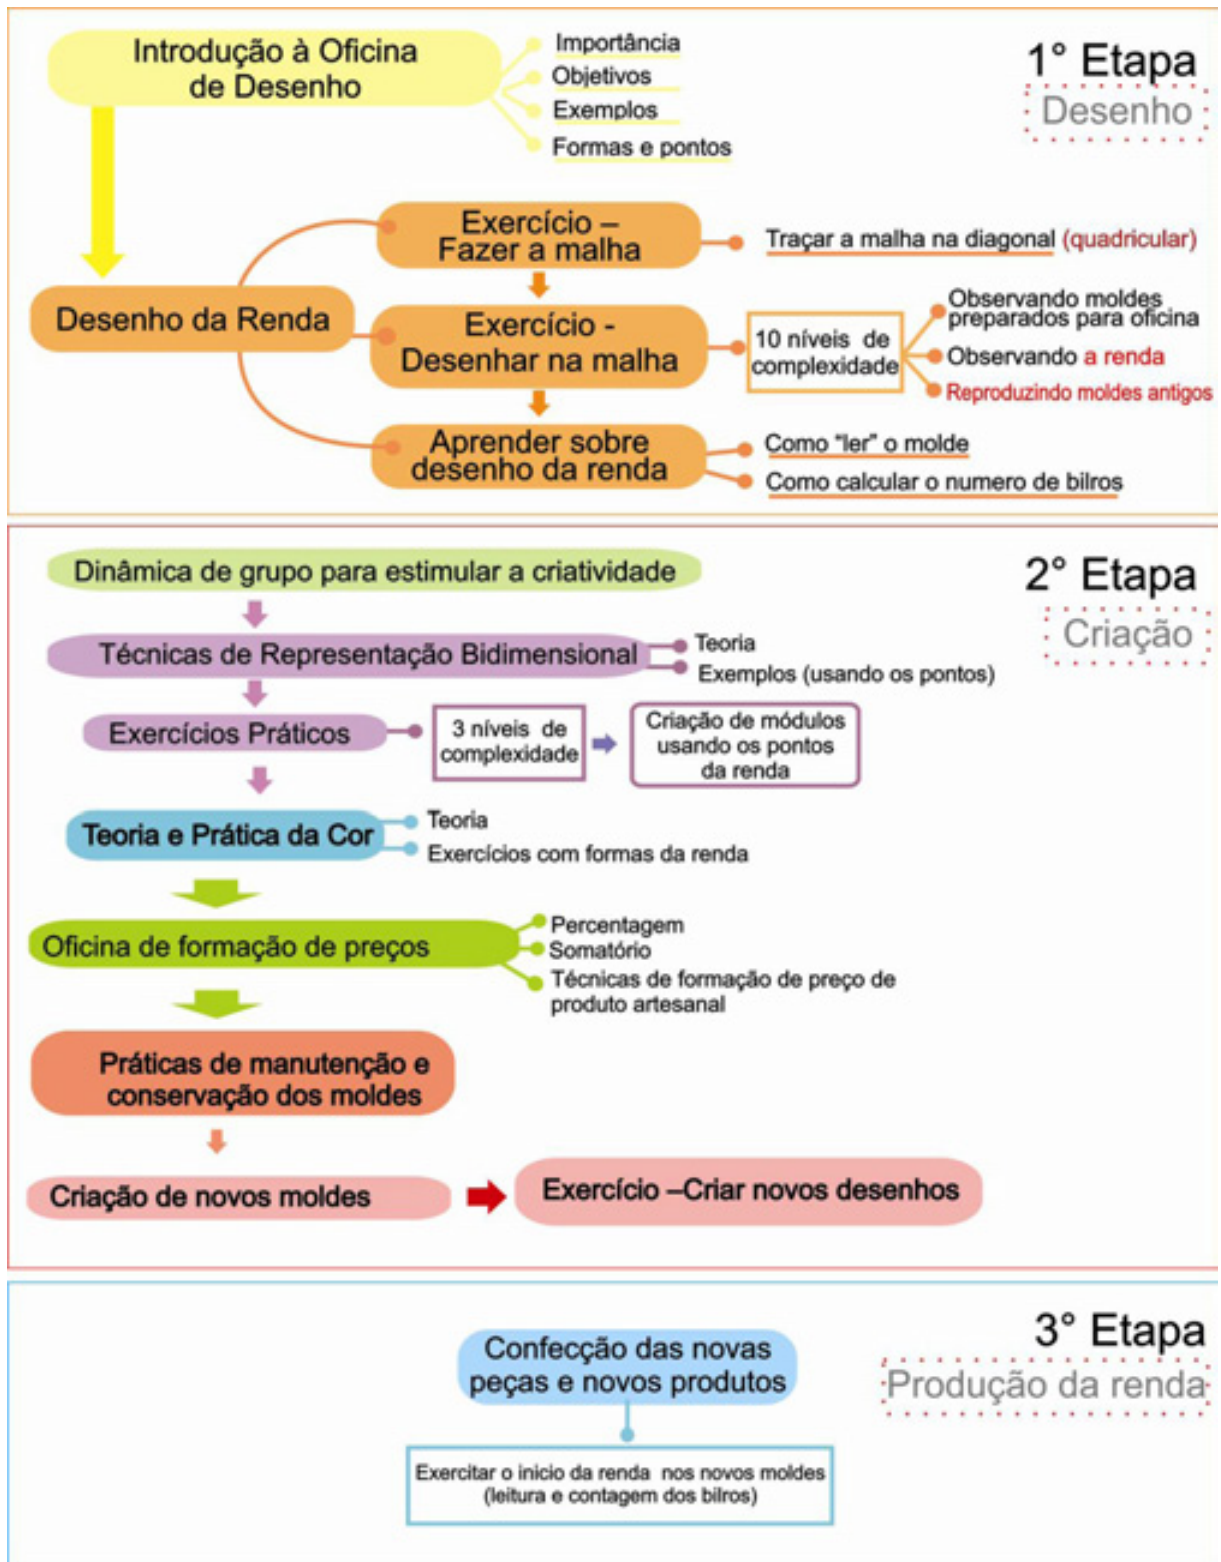 1° Etapa
Desenho
Introdução à Oficina
de Desenho
Importância
Objetivos
Exemplos
Formas e pontos
Desenho da Renda
Exercício –
Fazer a malha
Traçar a malha na diagonal (quadricular)
Exercício -
Desenhar na malha
10 níveis de
complexidade
Observando moldes
preparados para oficina
Observando a renda
Reproduzindo moldes antigos
Aprender sobre
desenho da renda
Como “ler” o molde
Como calcular o numero de bilros
2° Etapa
Criação
Dinâmica de grupo para estimular a criatividade
Técnicas de Representação Bidimensional
Teoria
Exemplos (usando os pontos)
Exercícios Práticos
3 níveis de
complexidade
Criação de módulos
usando os pontos
da renda
Teoria e Prática da Cor
Teoria
Exercícios com formas da renda
Oficina de formação de preços
Percentagem
Somatório
Técnicas de formação de preço de
produto artesanal
Práticas de manutenção e
conservação dos moldes
Criação de novos moldes
Exercício –Criar novos desenhos
3° Etapa
Produção da renda
Confecção das novas
peças e novos produtos
Exercitar o inicio da renda nos novos moldes
(leitura e contagem dos bilros)